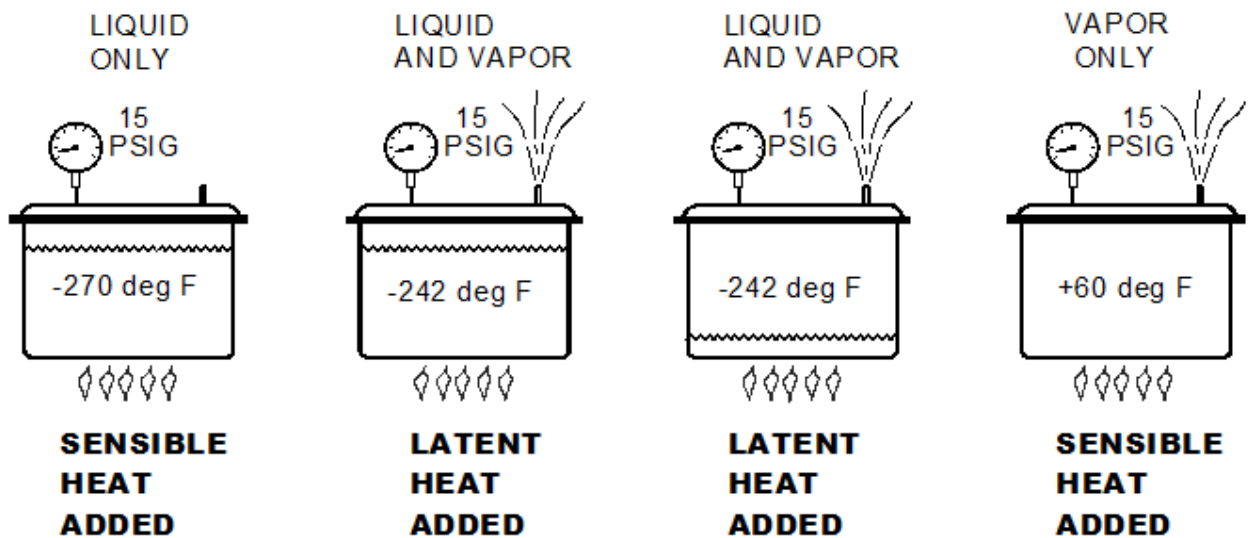 LIQUID
ONLY
15
PSIG
-270 deg F
SENSIBLE
HEAT
ADDED
LIQUID
AND VAPOR
15
PSIG
-242 deg F
LATENT
HEAT
ADDED
LIQUID
AND VAPOR
15
PSIG
-242 deg F
LATENT
HEAT
ADDED
VAPOR
ONLY
15
PSIG
+60 deg F
SENSIBLE
HEAT
ADDED